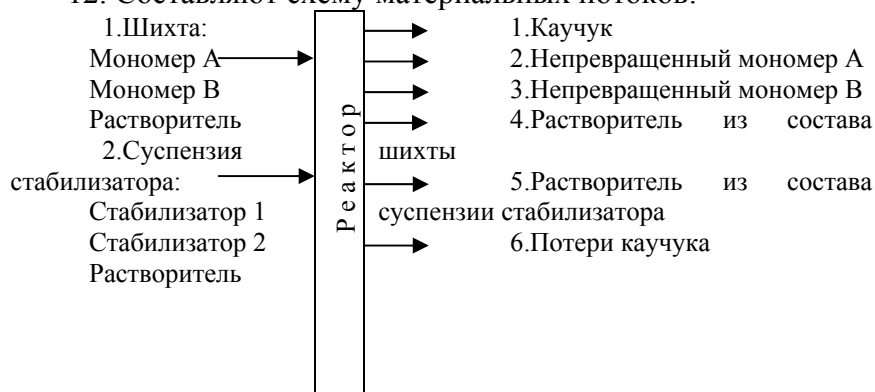 12. Составляют схему материальных потоков:
1.Шихта:
Мономер А
Мономер В
Растворитель
2.Суспензия
стабилизатора:
Стабилизатор 1
Стабилизатор 2
Растворитель
Реактор
1.Каучук
2.Непревращенный мономер А
3.Непревращенный мономер В
4.Растворитель из состава
шихты
5.Растворитель из состава
суспензии стабилизатора
6.Потери каучука